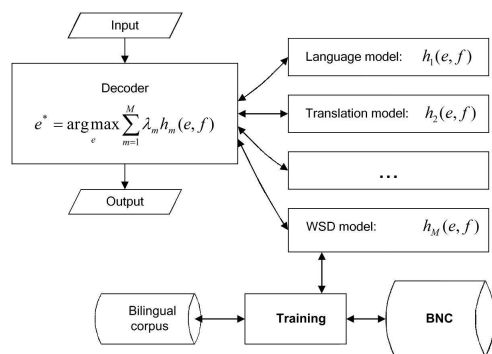 Input
Decoder
e* = arg max_e ∑_{m=1}^{M} λ_m h_m(e, f)
Output
Language model: h_1(e, f)
Translation model: h_2(e, f)
...
WSD model: h_M(e, f)
Bilingual
corpus
Training
BNC